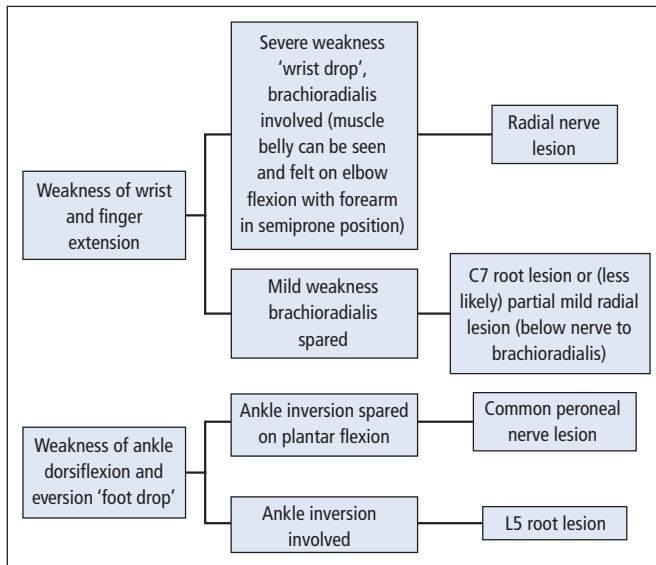 Weakness of wrist
and finger
extension
Severe weakness
‘wrist drop’,
brachioradialis
involved (muscle
belly can be seen
and felt on elbow
flexion with forearm
in semiprone position)
Radial nerve
lesion
Mild weakness
brachioradialis
spared
C7 root lesion or (less
likely) partial mild radial
lesion (below nerve to
brachioradialis)
Weakness of ankle
dorsiflexion and
eversion ‘foot drop’
Ankle inversion spared
on plantar flexion
Common peroneal
nerve lesion
Ankle inversion
involved
L5 root lesion